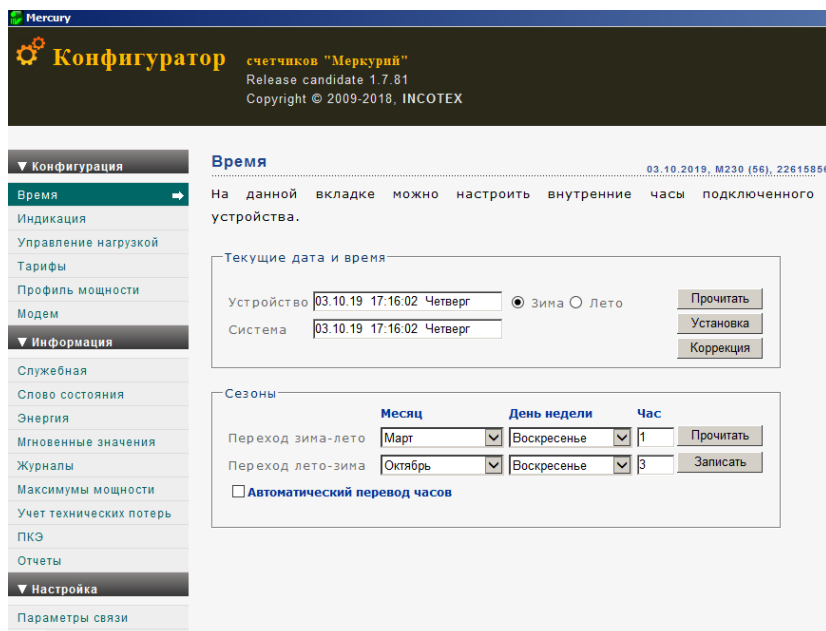 Mercury
Конфигуратор счетчиков "Меркурий"
Release candidate 1.7.81
Copyright © 2009-2018, INCOTEX
▼ Конфигурация
Время
Индикация
Управление нагрузкой
Тарифы
Профиль мощности
Модем
▼ Информация
Служебная
Слово состояния
Энергия
Мгновенные значения
Журналы
Максимумы мощности
Учет технических потерь
ПКЭ
Отчеты
▼ Настройка
Параметры связи
Время
03.10.2019, M230 (56), 22615856
На данной вкладке можно настроить внутренние часы подключенного
устройства.
Текущие дата и время
Устройство 03.10.19 17:16:02 Четверг Зима Лето Прочитать
Установка
Система 03.10.19 17:16:02 Четверг
Коррекция
Сезоны
Месяц День недели Час
Переход зима-лето Март Воскресенье 1 Прочитать
Переход лето-зима Октябрь Воскресенье 3 Записать
Автоматический перевод часов